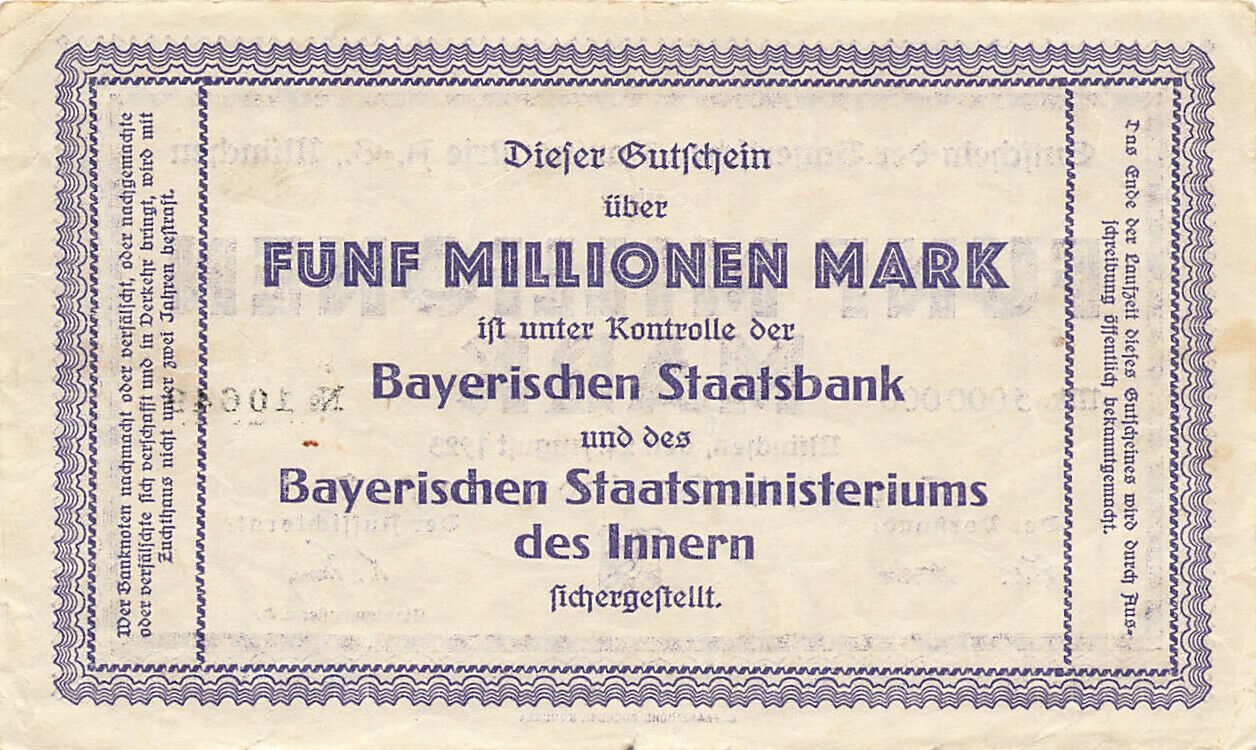 Wer Banknoten nachmacht oder verfälscht, oder nachgemachte
oder verfälschte sich verschafft und in Verkehr bringt, wird mit
Zuchthaus nicht unter zwei Jahren bestraft.
Dieser Gutschein
über
FÜNF MILLIONEN MARK
ist unter Kontrolle der
Bayerischen Staatsbank
und des
Bayerischen Staatsministeriums
des Innern
sichergestellt.
Das Ende der Laufzeit dieses Gutscheines wird durch Aus-
schreibung öffentlich bekanntgemacht.